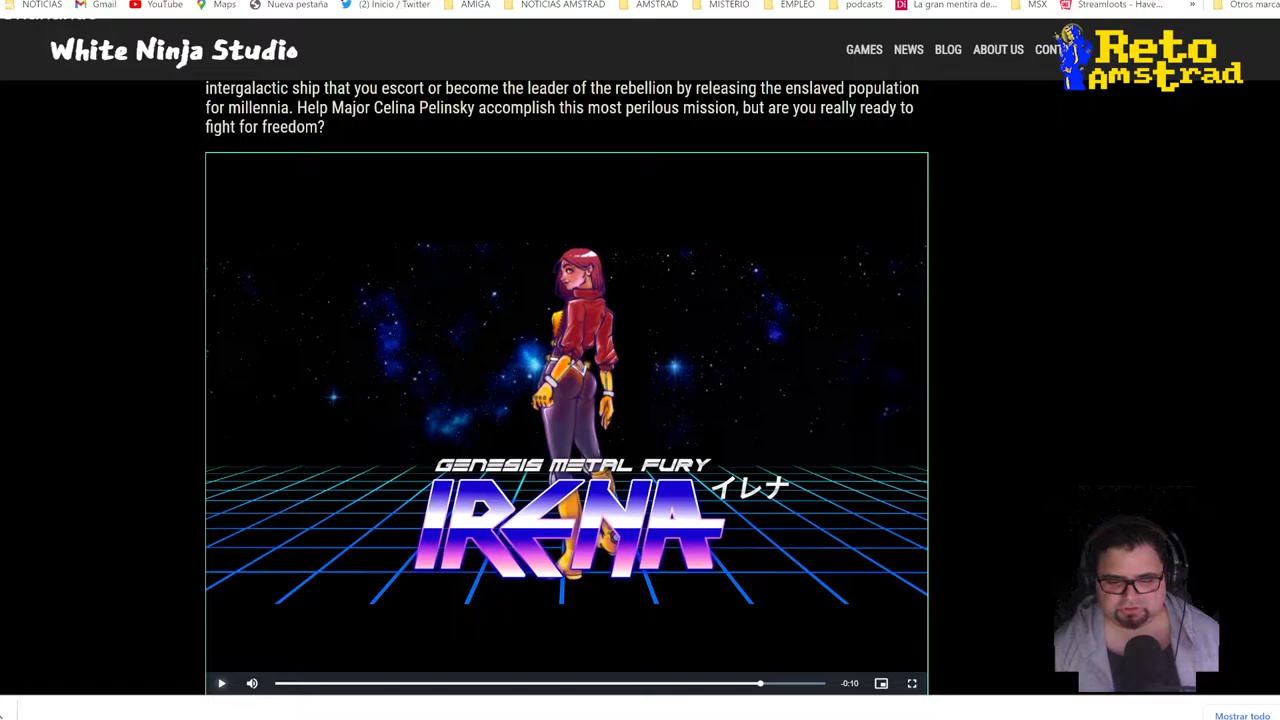 NOTICIAS Gmail YouTube Maps Nueva pestaña (2) Inicio / Twitter AMIGA NOTICIAS AMSTRAD AMSTRAD MISTERIO EMPLEO podcasts La gran mentira de... MSX Streamloots - Have... » Otros marca
White Ninja Studio
GAMES NEWS BLOG ABOUT US CONT
Reto
Amstrad
intergalactic ship that you escort or become the leader of the rebellion by releasing the enslaved population
for millennia. Help Major Celina Pelinsky accomplish this most perilous mission, but are you really ready to
fight for freedom?
GENESIS METAL FURY
IRENA イレナ
-0:10
Mostrar todo